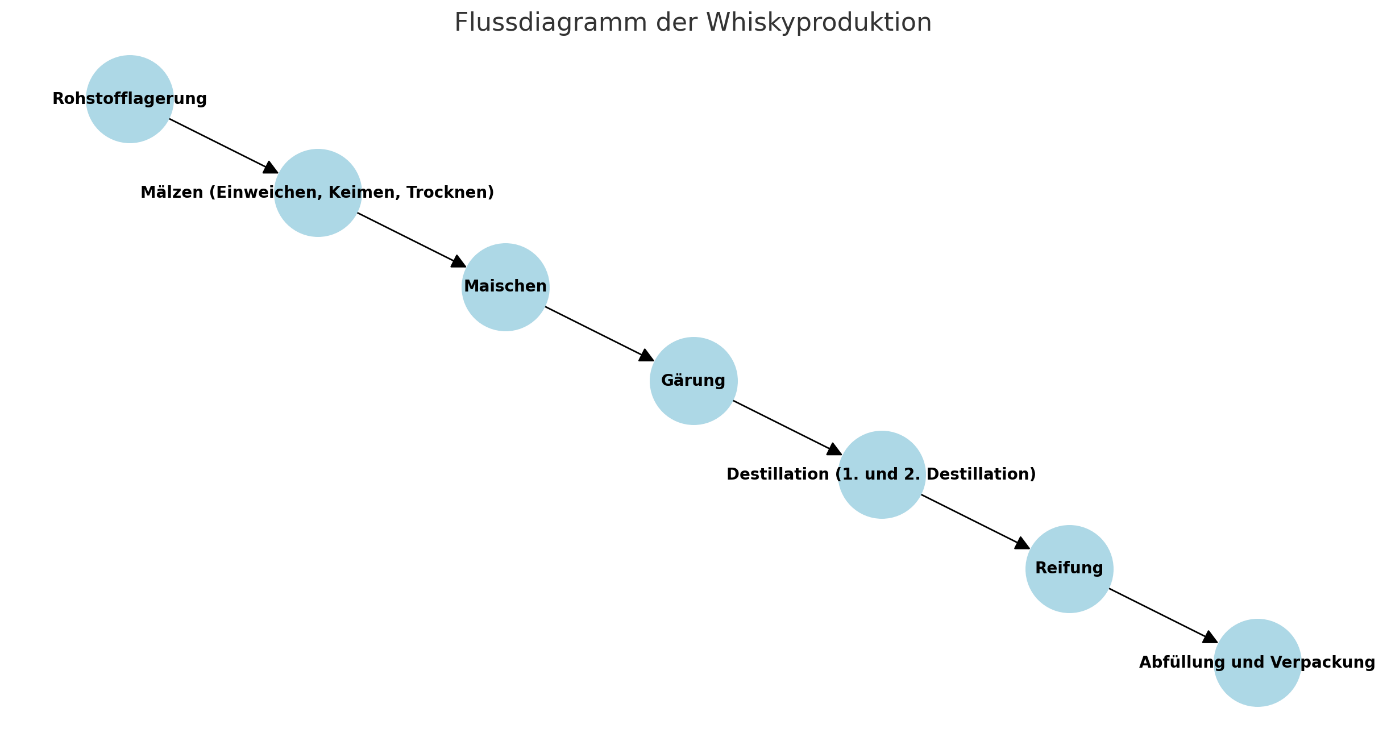 Flussdiagramm der Whiskyproduktion
Rohstofflagerung
Mälzen (Einweichen, Keimen, Trocknen)
Maischen
Gärung
Destillation (1. und 2. Destillation)
Reifung
Abfüllung und Verpackung